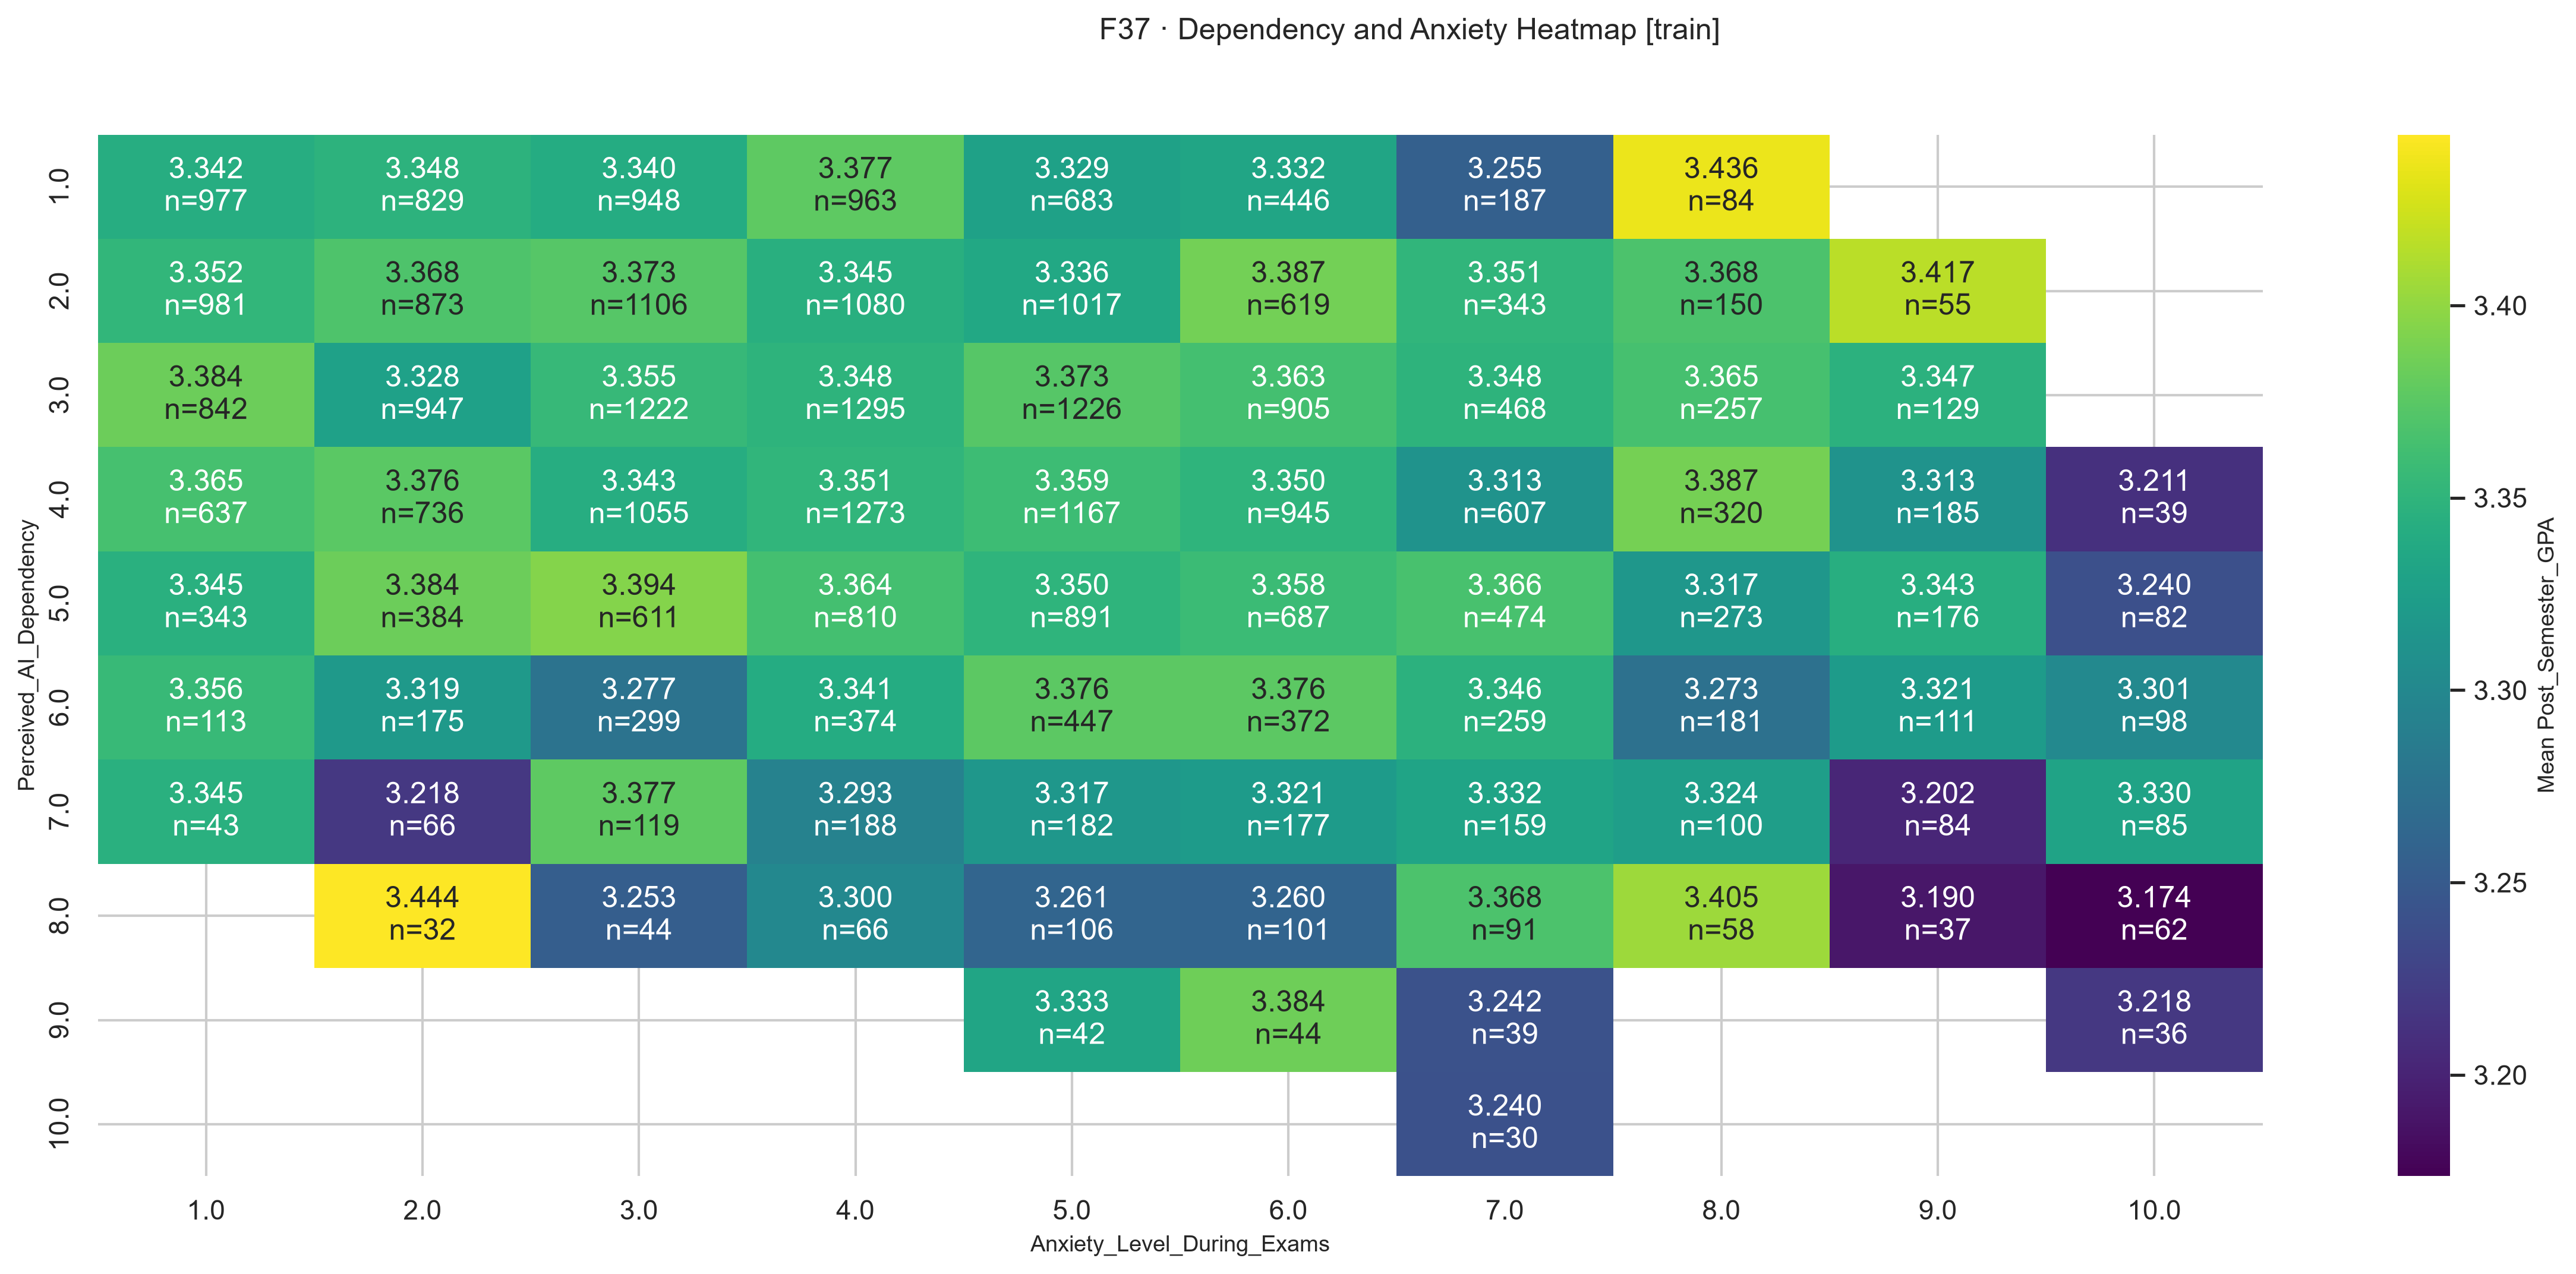 F37 · Dependency and Anxiety Heatmap [train]
Perceived_AI_Dependency
1.0
3.342 3.348 3.340 3.377 3.329 3.332 3.255 3.436
n=977 n=829 n=948 n=963 n=683 n=446 n=187 n=84
2.0
3.352 3.368 3.373 3.345 3.336 3.387 3.351 3.368 3.417
n=981 n=873 n=1106 n=1080 n=1017 n=619 n=343 n=150 n=55
3.0
3.384 3.328 3.355 3.348 3.373 3.363 3.348 3.365 3.347
n=842 n=947 n=1222 n=1295 n=1226 n=905 n=468 n=257 n=129
4.0
3.365 3.376 3.343 3.351 3.359 3.350 3.313 3.387 3.313 3.211
n=637 n=736 n=1055 n=1273 n=1167 n=945 n=607 n=320 n=185 n=39
5.0
3.345 3.384 3.394 3.364 3.350 3.358 3.366 3.317 3.343 3.240
n=343 n=384 n=611 n=810 n=891 n=687 n=474 n=273 n=176 n=82
6.0
3.356 3.319 3.277 3.341 3.376 3.376 3.346 3.273 3.321 3.301
n=113 n=175 n=299 n=374 n=447 n=372 n=259 n=181 n=111 n=98
7.0
3.345 3.218 3.377 3.293 3.317 3.321 3.332 3.324 3.202 3.330
n=43 n=66 n=119 n=188 n=182 n=177 n=159 n=100 n=84 n=85
8.0
3.444 3.253 3.300 3.261 3.260 3.368 3.405 3.190 3.174
n=32 n=44 n=66 n=106 n=101 n=91 n=58 n=37 n=62
9.0
3.333 3.384 3.242 3.218
n=42 n=44 n=39 n=36
10.0
3.240
n=30
1.0 2.0 3.0 4.0 5.0 6.0 7.0 8.0 9.0 10.0
Anxiety_Level_During_Exams
3.40
3.35
3.30
3.25
3.20
Mean Post_Semester_GPA